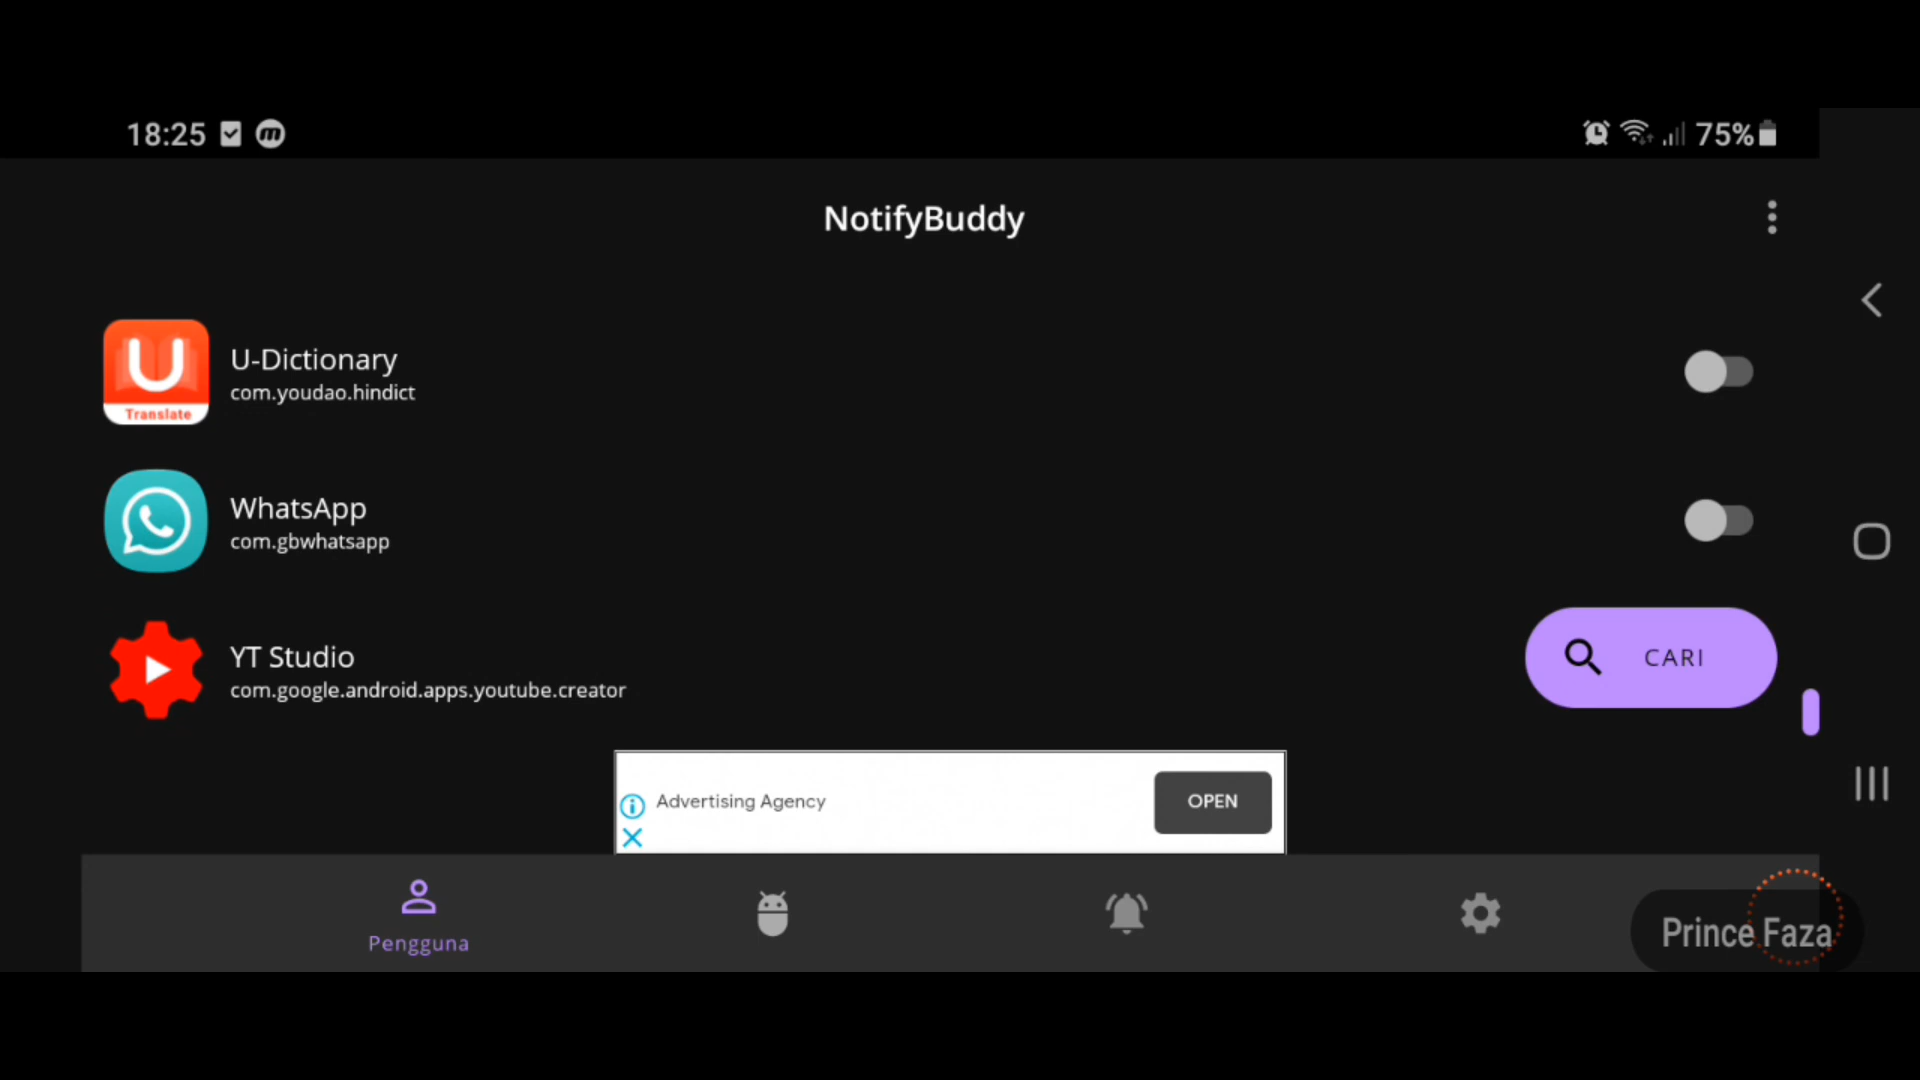 18:25
75%
NotifyBuddy
U
Translate
U-Dictionary
com.youdao.hindict
WhatsApp
com.gbwhatsapp
YT Studio
com.google.android.apps.youtube.creator
CARI
Advertising Agency
OPEN
Pengguna
Prince Faza